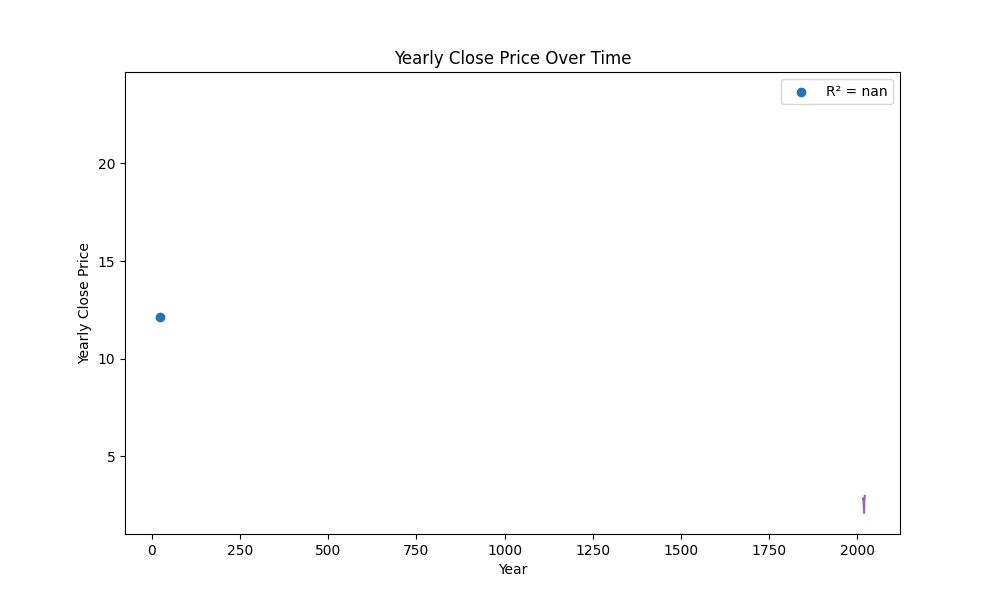 Yearly Close Price Over Time
R² = nan
20
15
10
5
Yearly Close Price
0 250 500 750 1000 1250 1500 1750 2000
Year